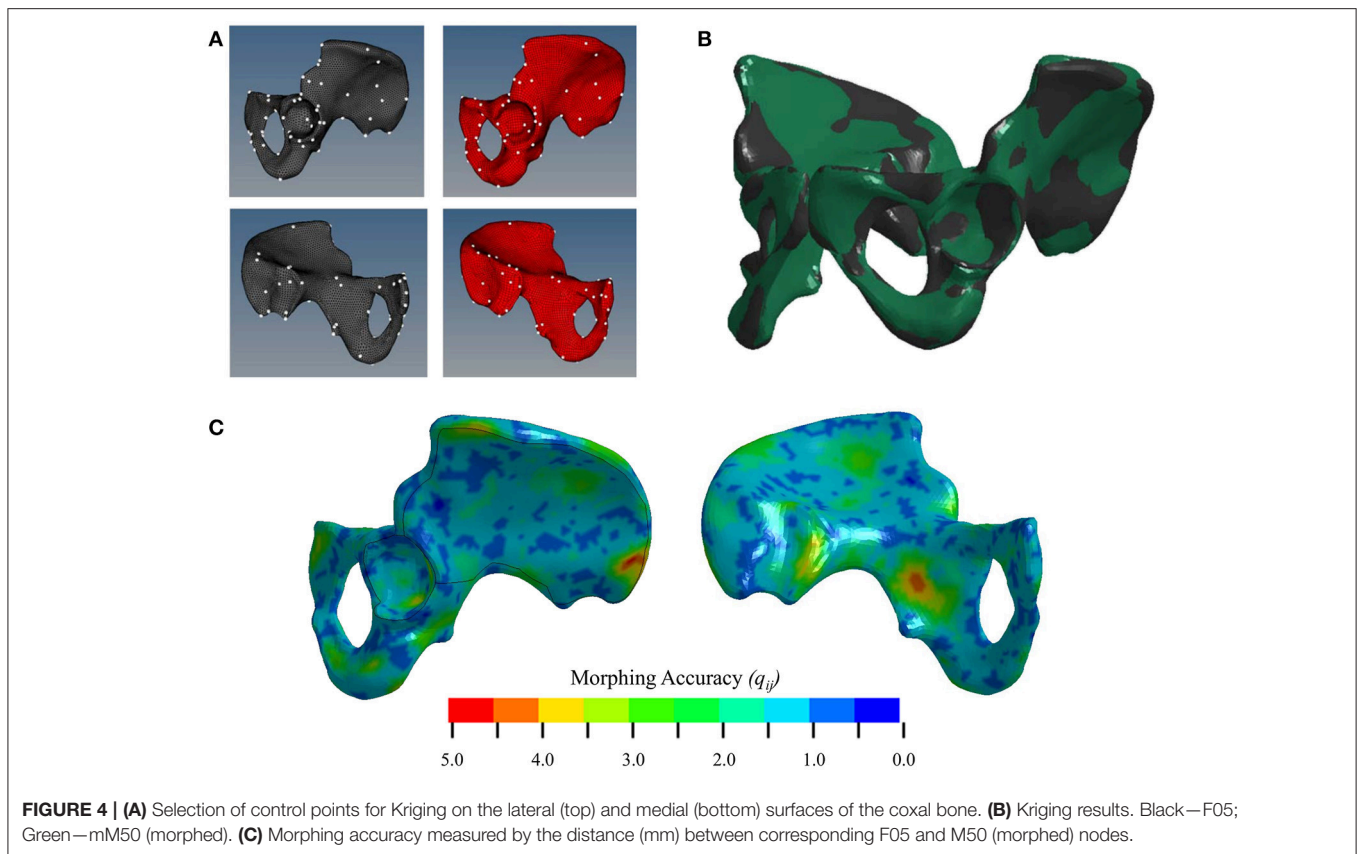 A
B
C
Morphing Accuracy (qij)
5.0 4.0 3.0 2.0 1.0 0.0
FIGURE 4 | (A) Selection of control points for Kriging on the lateral (top) and medial (bottom) surfaces of the coxal bone. (B) Kriging results. Black—F05;
Green—mM50 (morphed). (C) Morphing accuracy measured by the distance (mm) between corresponding F05 and M50 (morphed) nodes.